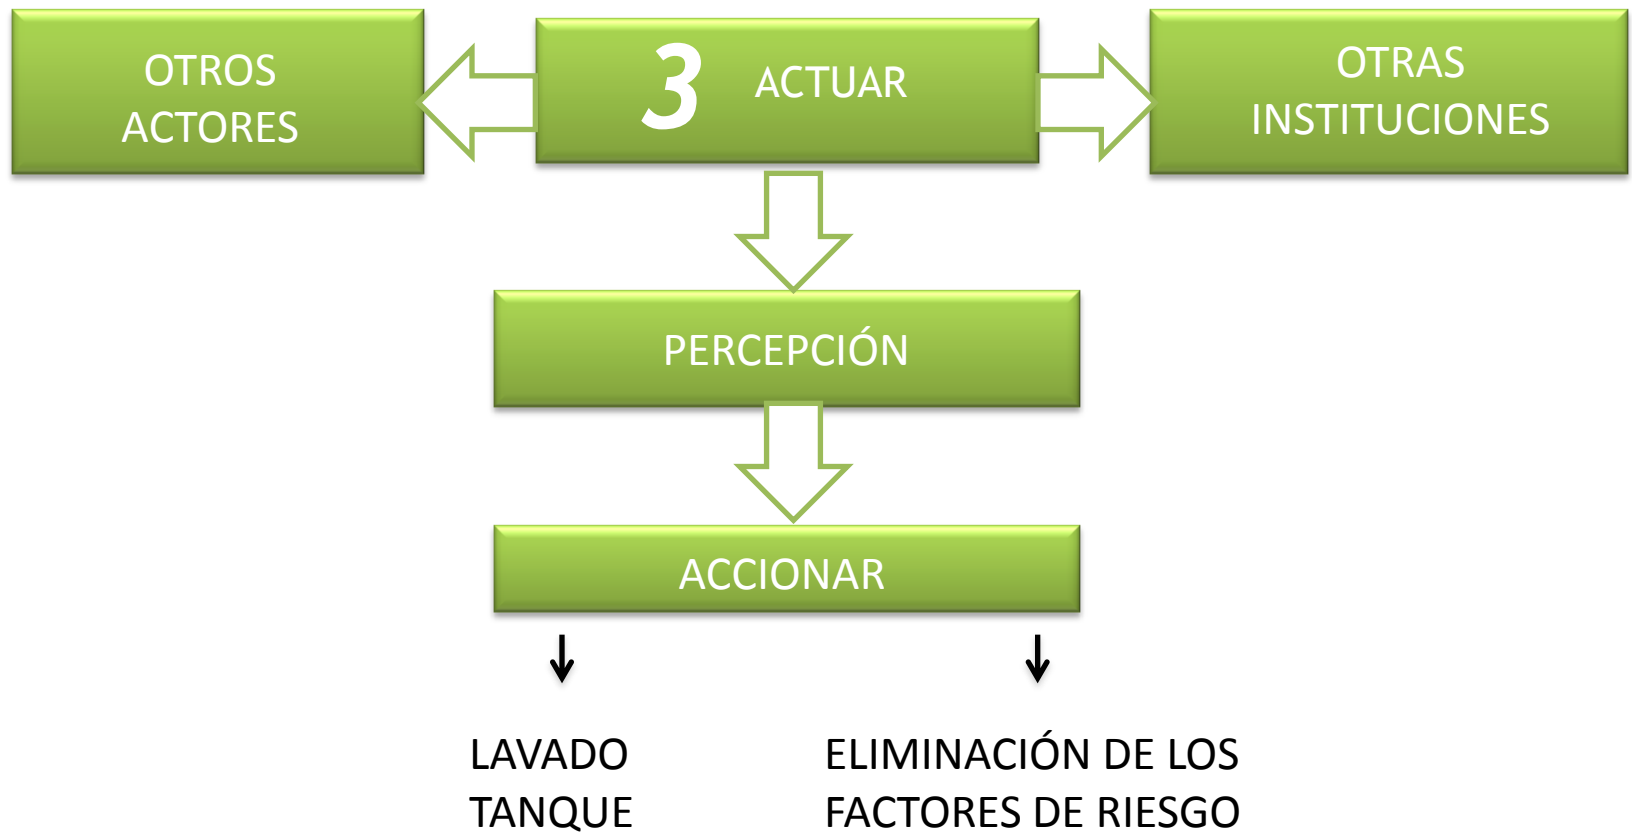 OTROS
ACTORES
3 ACTUAR
OTRAS
INSTITUCIONES
PERCEPCIÓN
ACCIONAR
LAVADO
TANQUE
ELIMINACIÓN DE LOS
FACTORES DE RIESGO